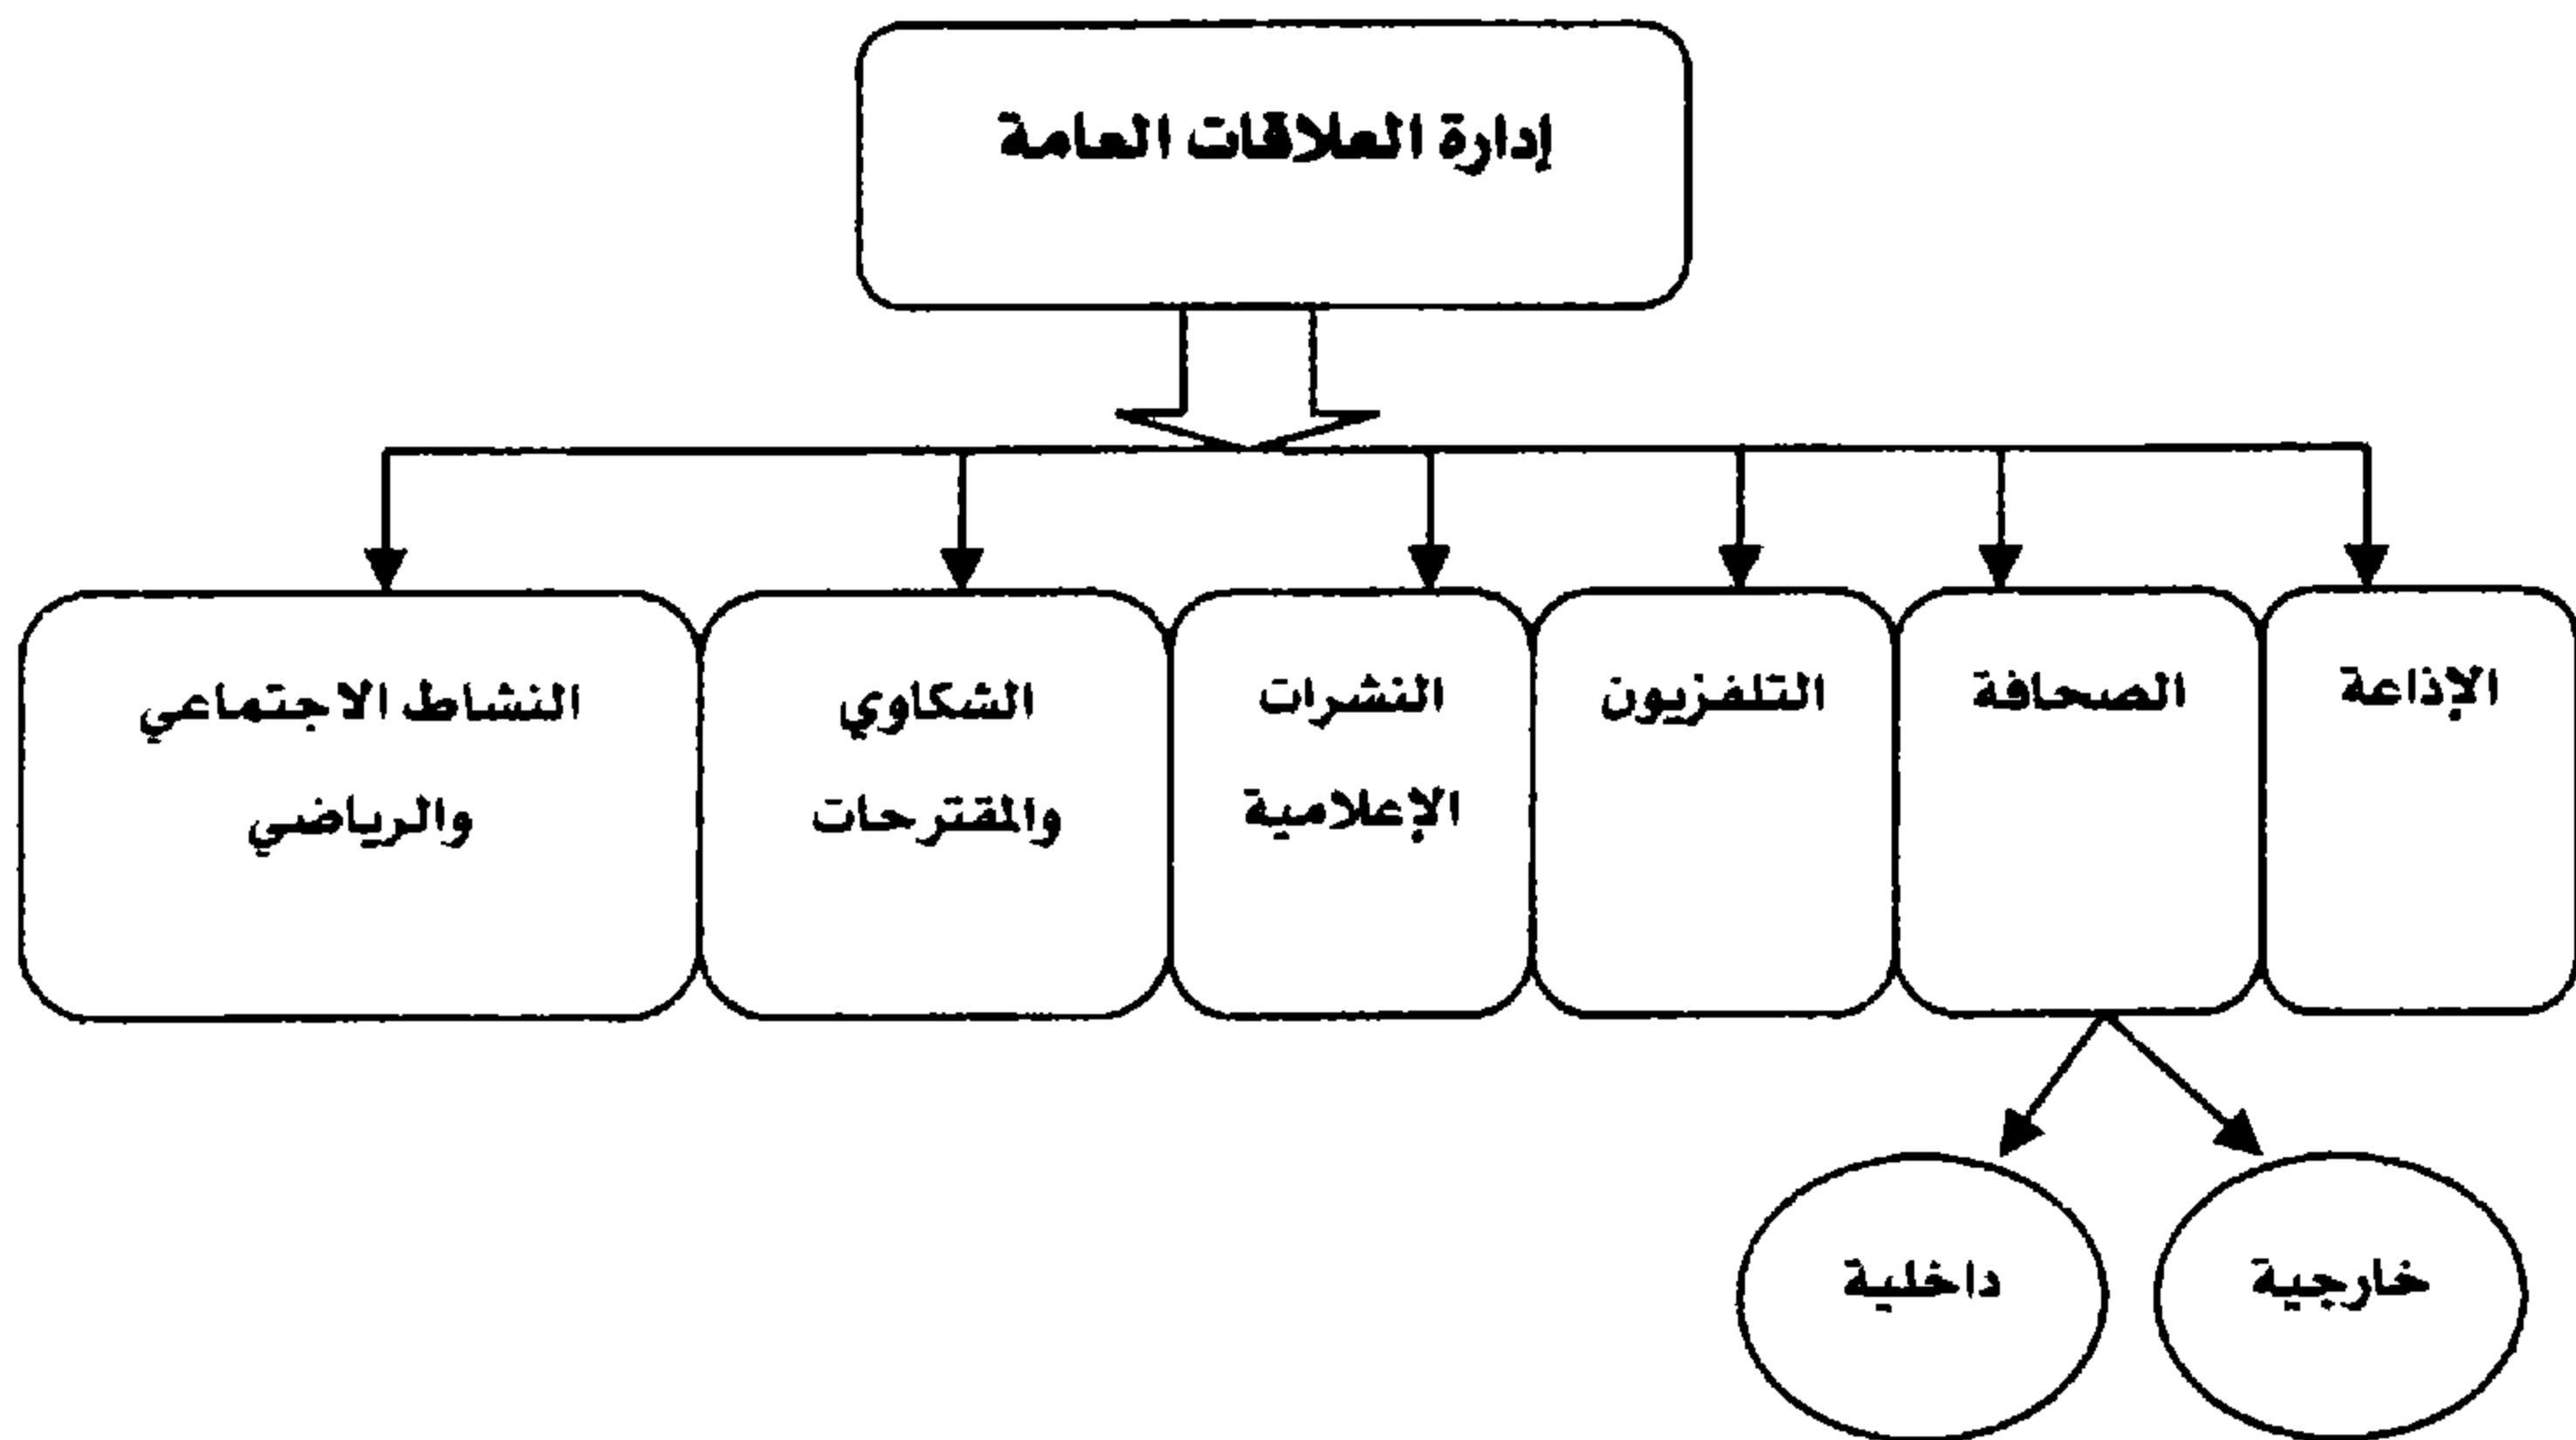 إدارة العلاقات العامة
الإذاعة
الصحافة
التلفزيون
النشرات
الإعلامية
الشكاوي
والمقترحات
النشاط الاجتماعي
والرياضي
خارجية
داخلية